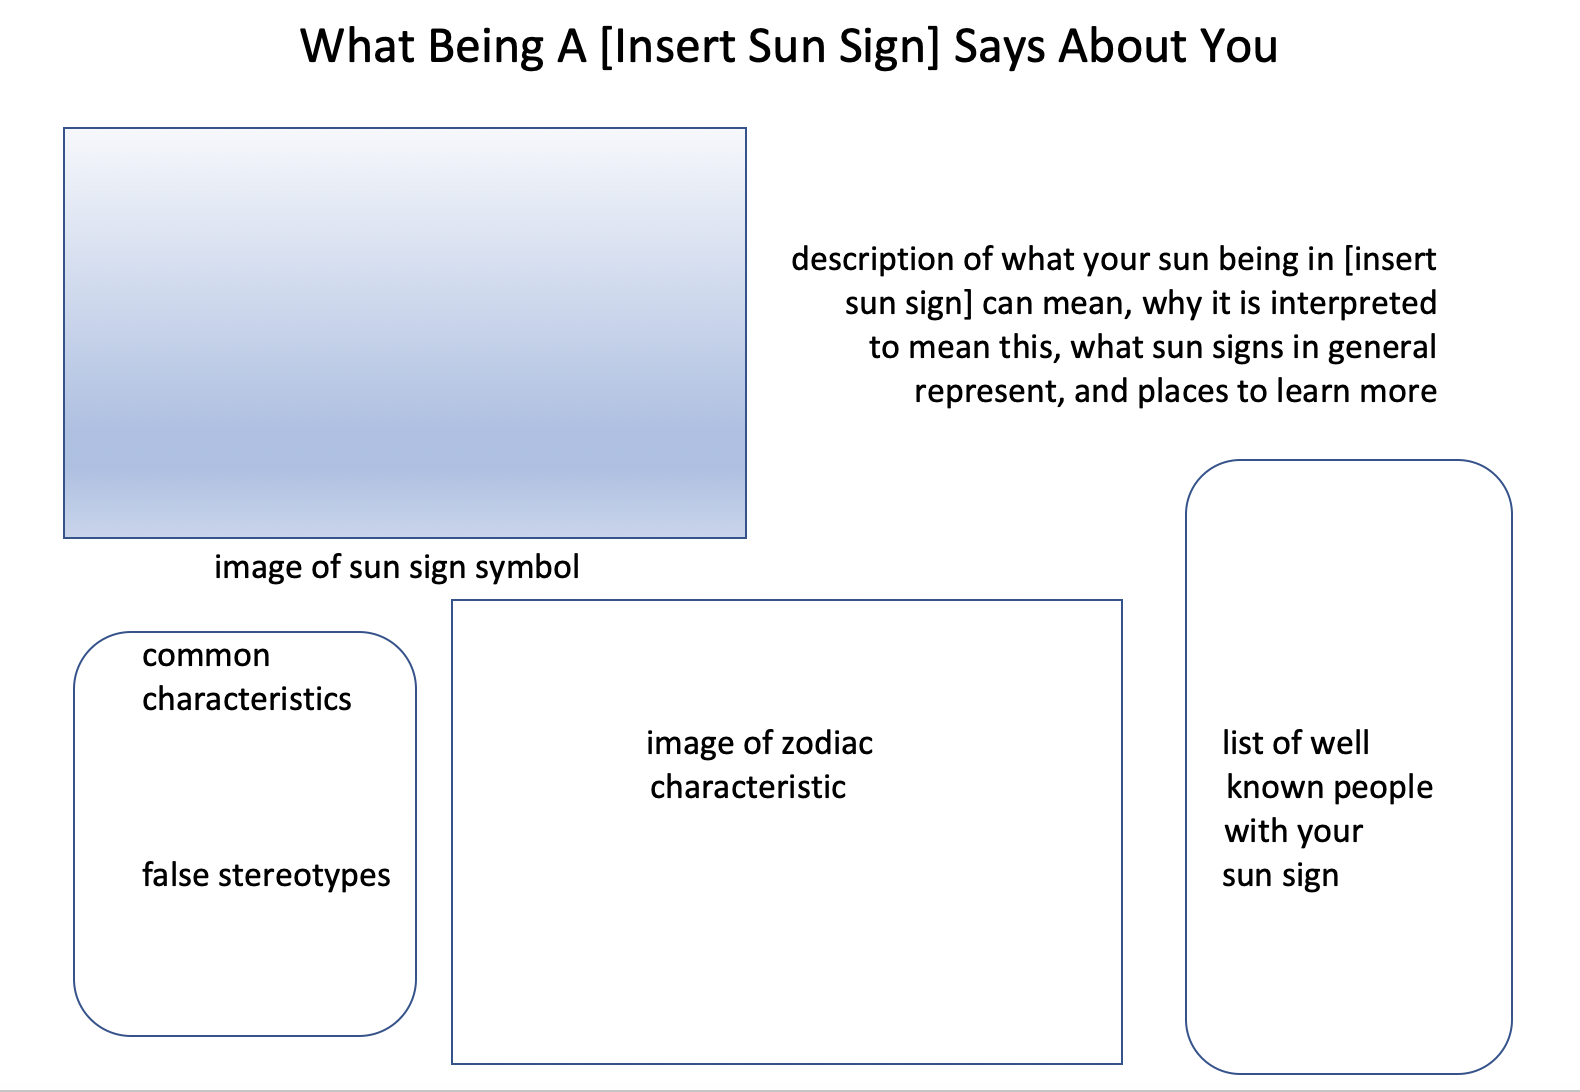 What Being A [Insert Sun Sign] Says About You
description of what your sun being in [insert
sun sign] can mean, why it is interpreted
to mean this, what sun signs in general
represent, and places to learn more
image of sun sign symbol
common
characteristics
false stereotypes
image of zodiac
characteristic
list of well
known people
with your
sun sign